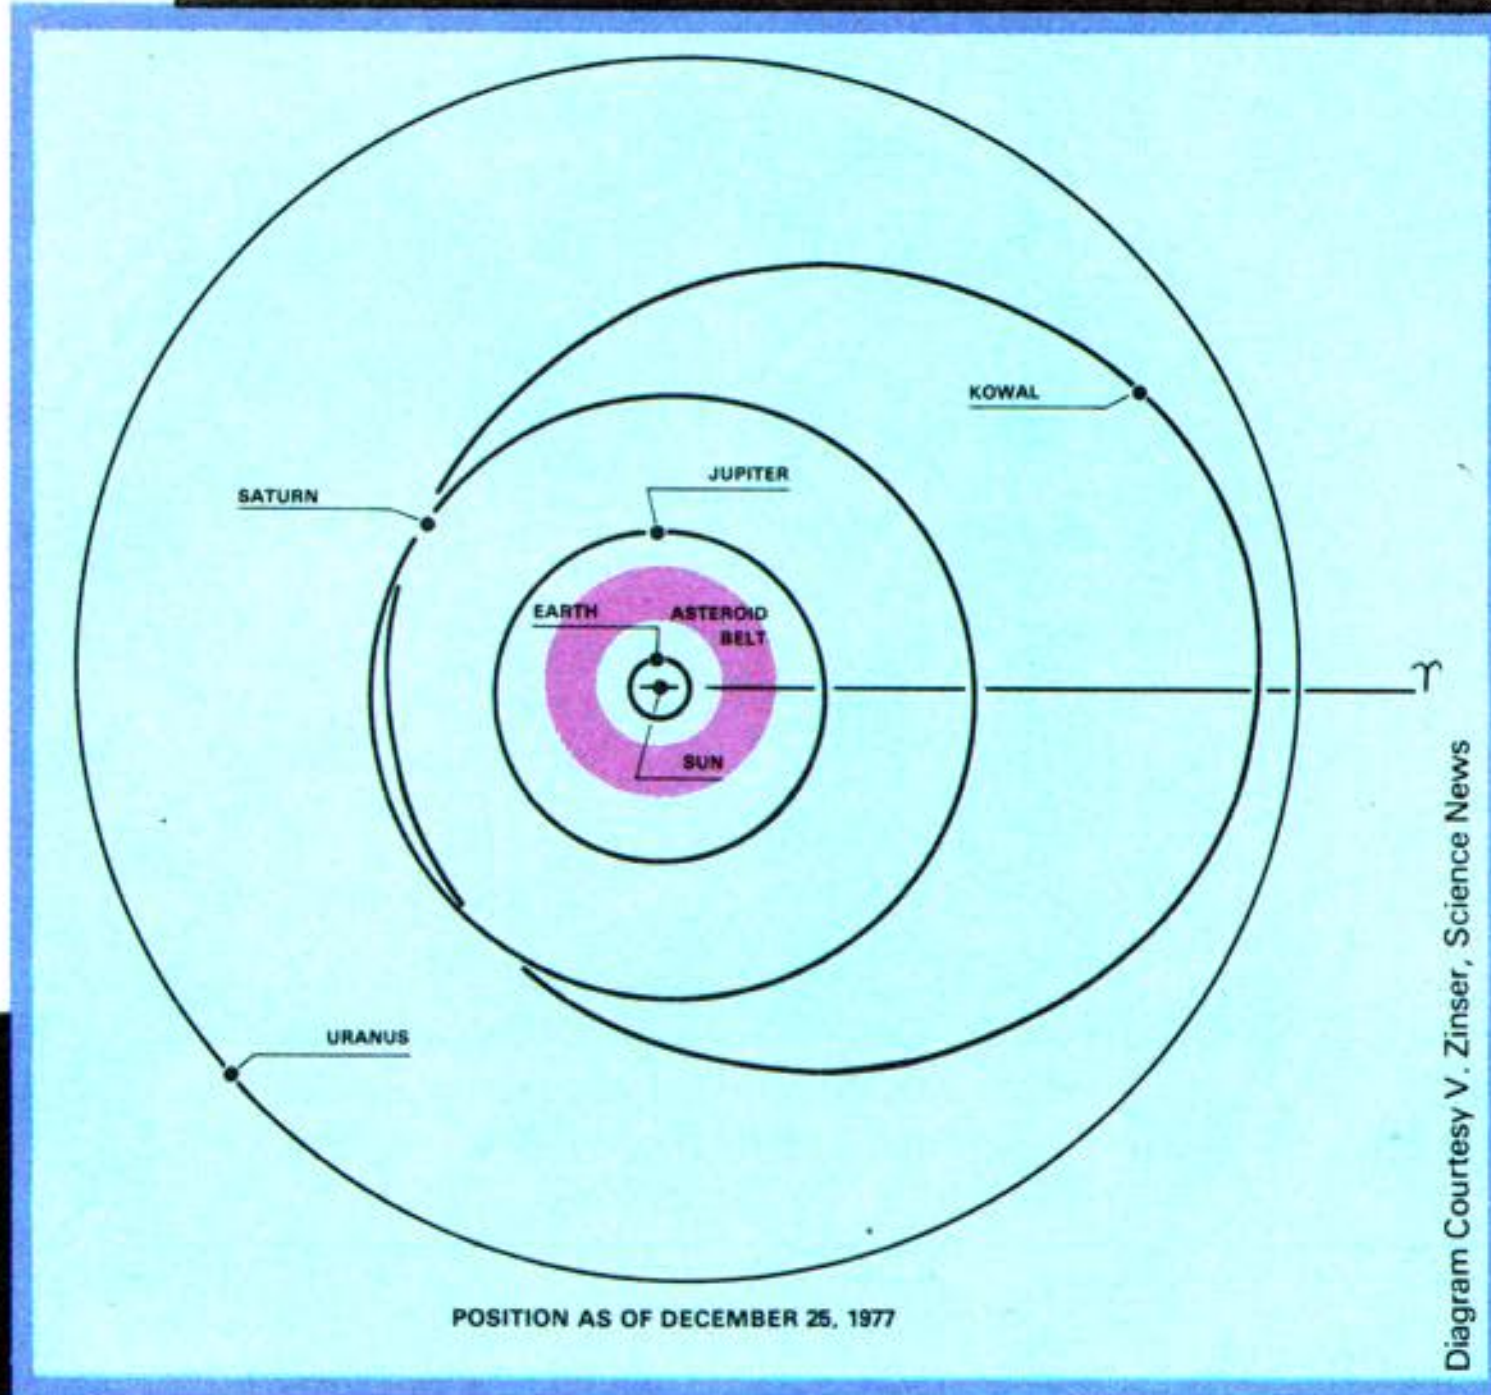 KOWAL
JUPITER
SATURN
EARTH
ASTEROID
BELT
♈
SUN
URANUS
POSITION AS OF DECEMBER 25, 1977
Diagram Courtesy V. Zinser, Science News